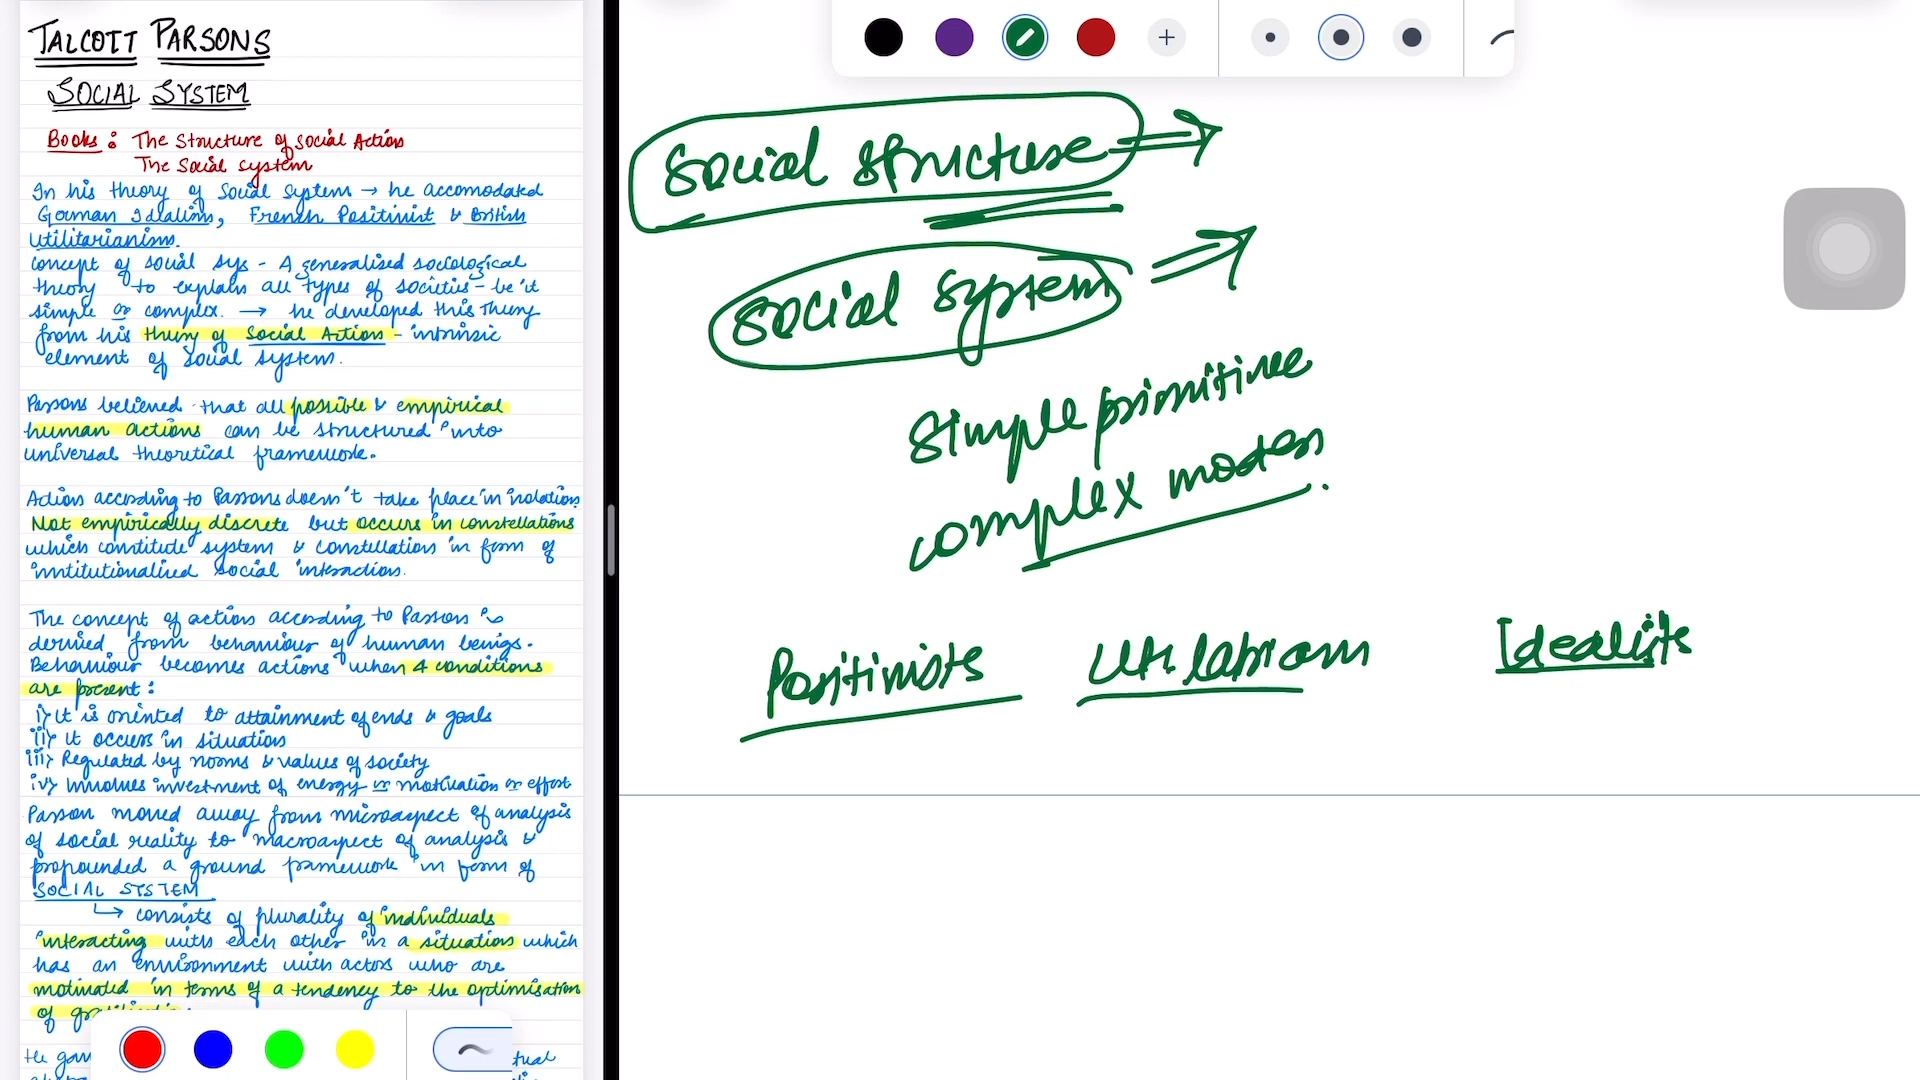 TALCOTT PARSONS
SOCIAL SYSTEM
Books : The Structure of Social Action
The Social System
In his theory of Social System → he accomodated
German Idealism, French Positivist & British
Utilitarianism.
Concept of social sys - A generalised sociological
theory to explain all types of societies - be it
simple or complex. → he developed this theory
from his theory of Social Action - intrinsic
element of social system.
Parsons believed that all possible & empirical
human actions can be structured into
universal theoretical framework.
Action according to Parsons doesn't take place in isolation
Not empirically discrete but occurs in constellations
which constitute system & constellation in form of
institutionalised social interaction.
The concept of action according to Parsons is
derived from behaviour of human beings.
Behaviour becomes actions when 4 conditions
are present :
i) It is oriented to attainment of ends & goals
ii) It occurs in situation
iii) Regulated by norms & values of society
iv) Involves investment of energy or motivation or effort
Parson moved away from microaspect of analysis
of social reality to macroaspect of analysis &
propounded a ground framework in form of
SOCIAL SYSTEM
↳ consists of plurality of individuals
interacting with each other in a situation which
has an environment with actors who are
motivated in terms of a tendency to the optimisation
of
He
tual
Social structure ⇒
Social system ⇒
Simple primitive
complex modern
Positivists Utilatriam Idealists